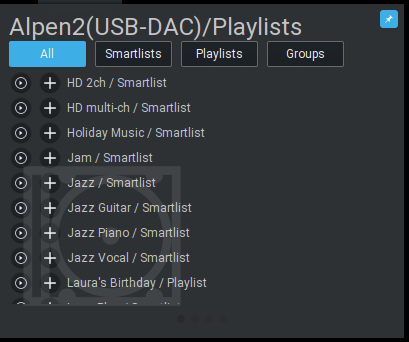 Alpen2(USB-DAC)/Playlists
All Smartlists Playlists Groups
HD 2ch / Smartlist
HD multi-ch / Smartlist
Holiday Music / Smartlist
Jam / Smartlist
Jazz / Smartlist
Jazz Guitar / Smartlist
Jazz Piano / Smartlist
Jazz Vocal / Smartlist
Laura's Birthday / Playlist